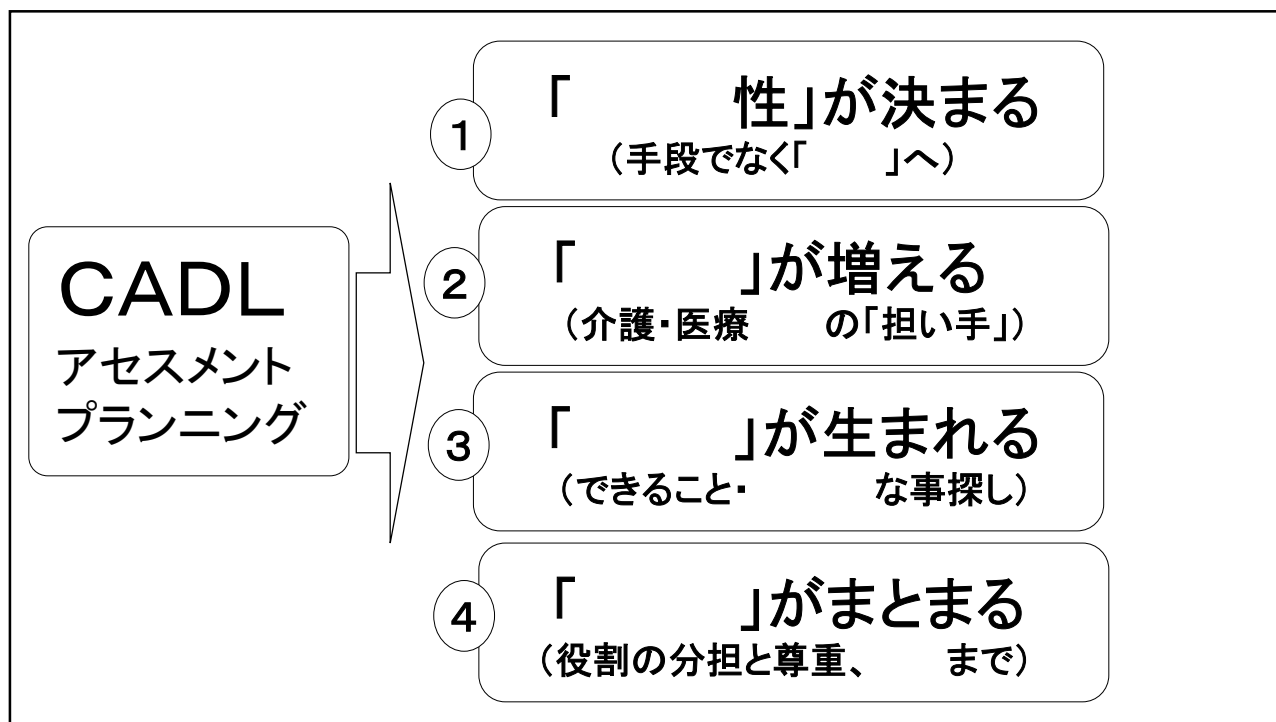 CADL
アセスメント
プランニング
1
「　　　性」が決まる
（手段でなく「　　」へ）
2
「　　　」が増える
（介護・医療　　の「担い手」）
3
「　　　」が生まれる
（できること・　　　な事探し）
4
「　　　」がまとまる
（役割の分担と尊重、　　まで）